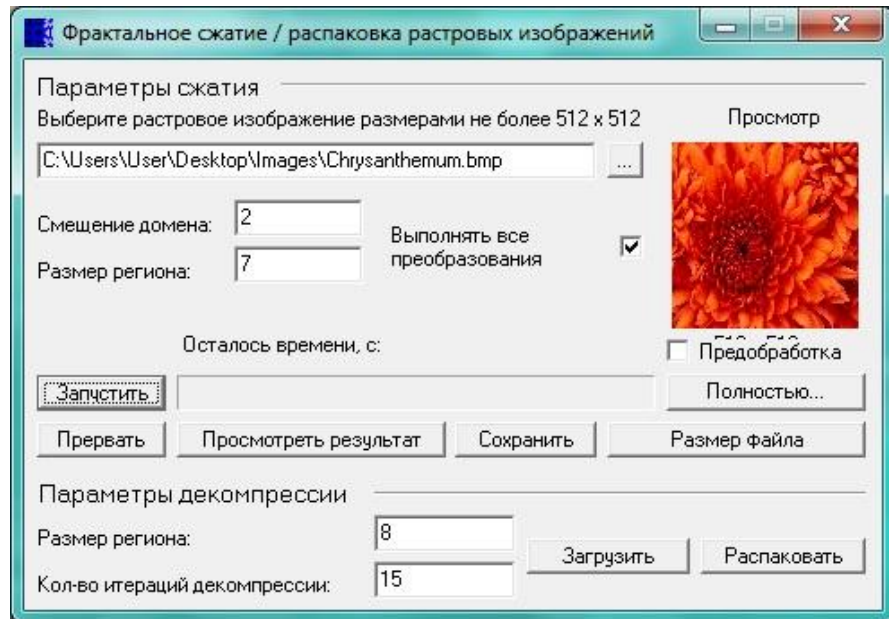 Фрактальное сжатие / распаковка растровых изображений
Параметры сжатия
Выберите растровое изображение размерами не более 512 x 512
Просмотр
C:\Users\User\Desktop\Images\Chrysanthemum.bmp
...
Смещение домена:
2
Выполнять все
преобразования
Размер региона:
7
Осталось времени, с:
Предобработка
Запустить
Полностью...
Прервать
Просмотреть результат
Сохранить
Размер файла
Параметры декомпрессии
Размер региона:
8
Загрузить
Распаковать
Кол-во итераций декомпрессии:
15